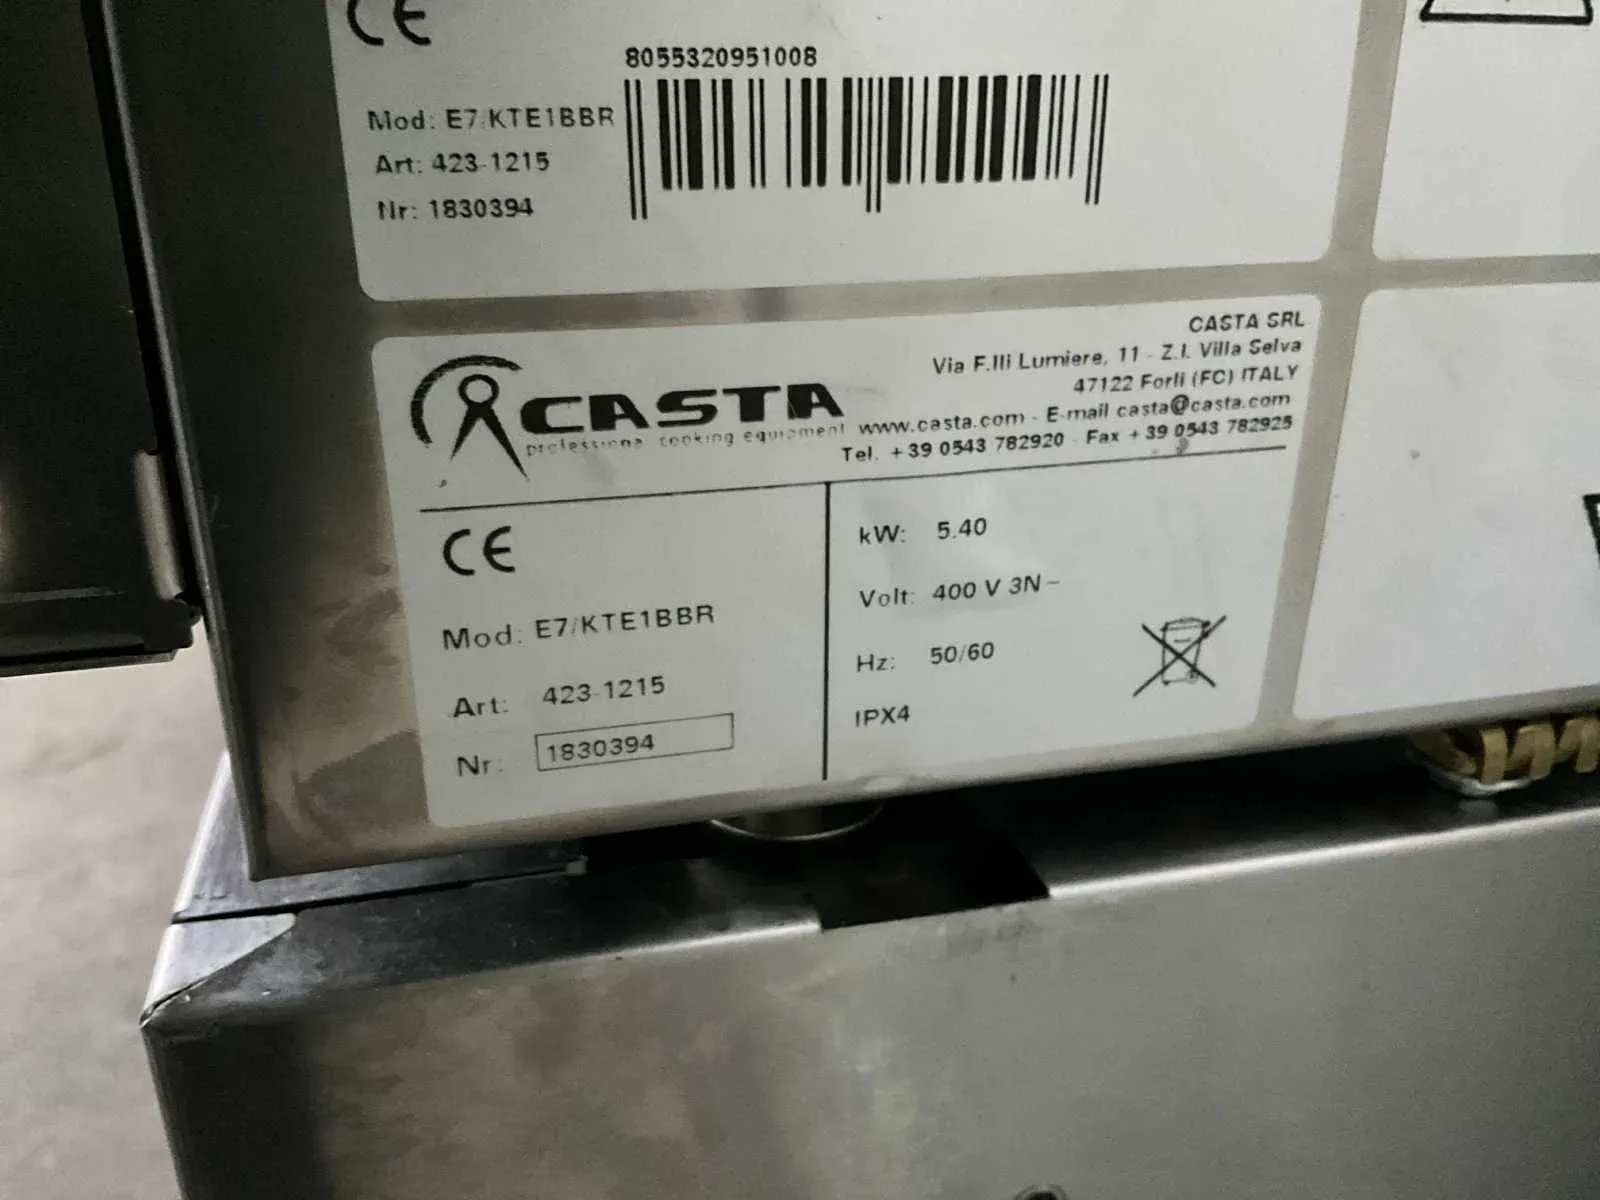 CE
8055320951008
Mod: E7/KTE1BBR
Art: 423-1215
Nr: 1830394
CASTA
professional cooking equipment
CASTA SRL
Via F.lli Lumiere, 11 - Z.I. Villa Selva
47122 Forlì (FC) ITALY
www.casta.com - E-mail casta@casta.com
Tel. +39 0543 782920 - Fax +39 0543 782925
CE
Mod: E7/KTE1BBR
Art: 423-1215
Nr: 1830394
kW: 5.40
Volt: 400 V 3N~
Hz: 50/60
IPX4